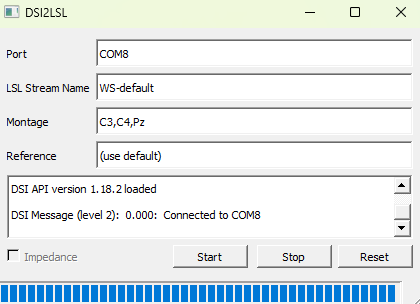 DSI2LSL
Port COM8
LSL Stream Name WS-default
Montage C3,C4,Pz
Reference (use default)
DSI API version 1.18.2 loaded
DSI Message (level 2): 0.000: Connected to COM8
Impedance Start Stop Reset